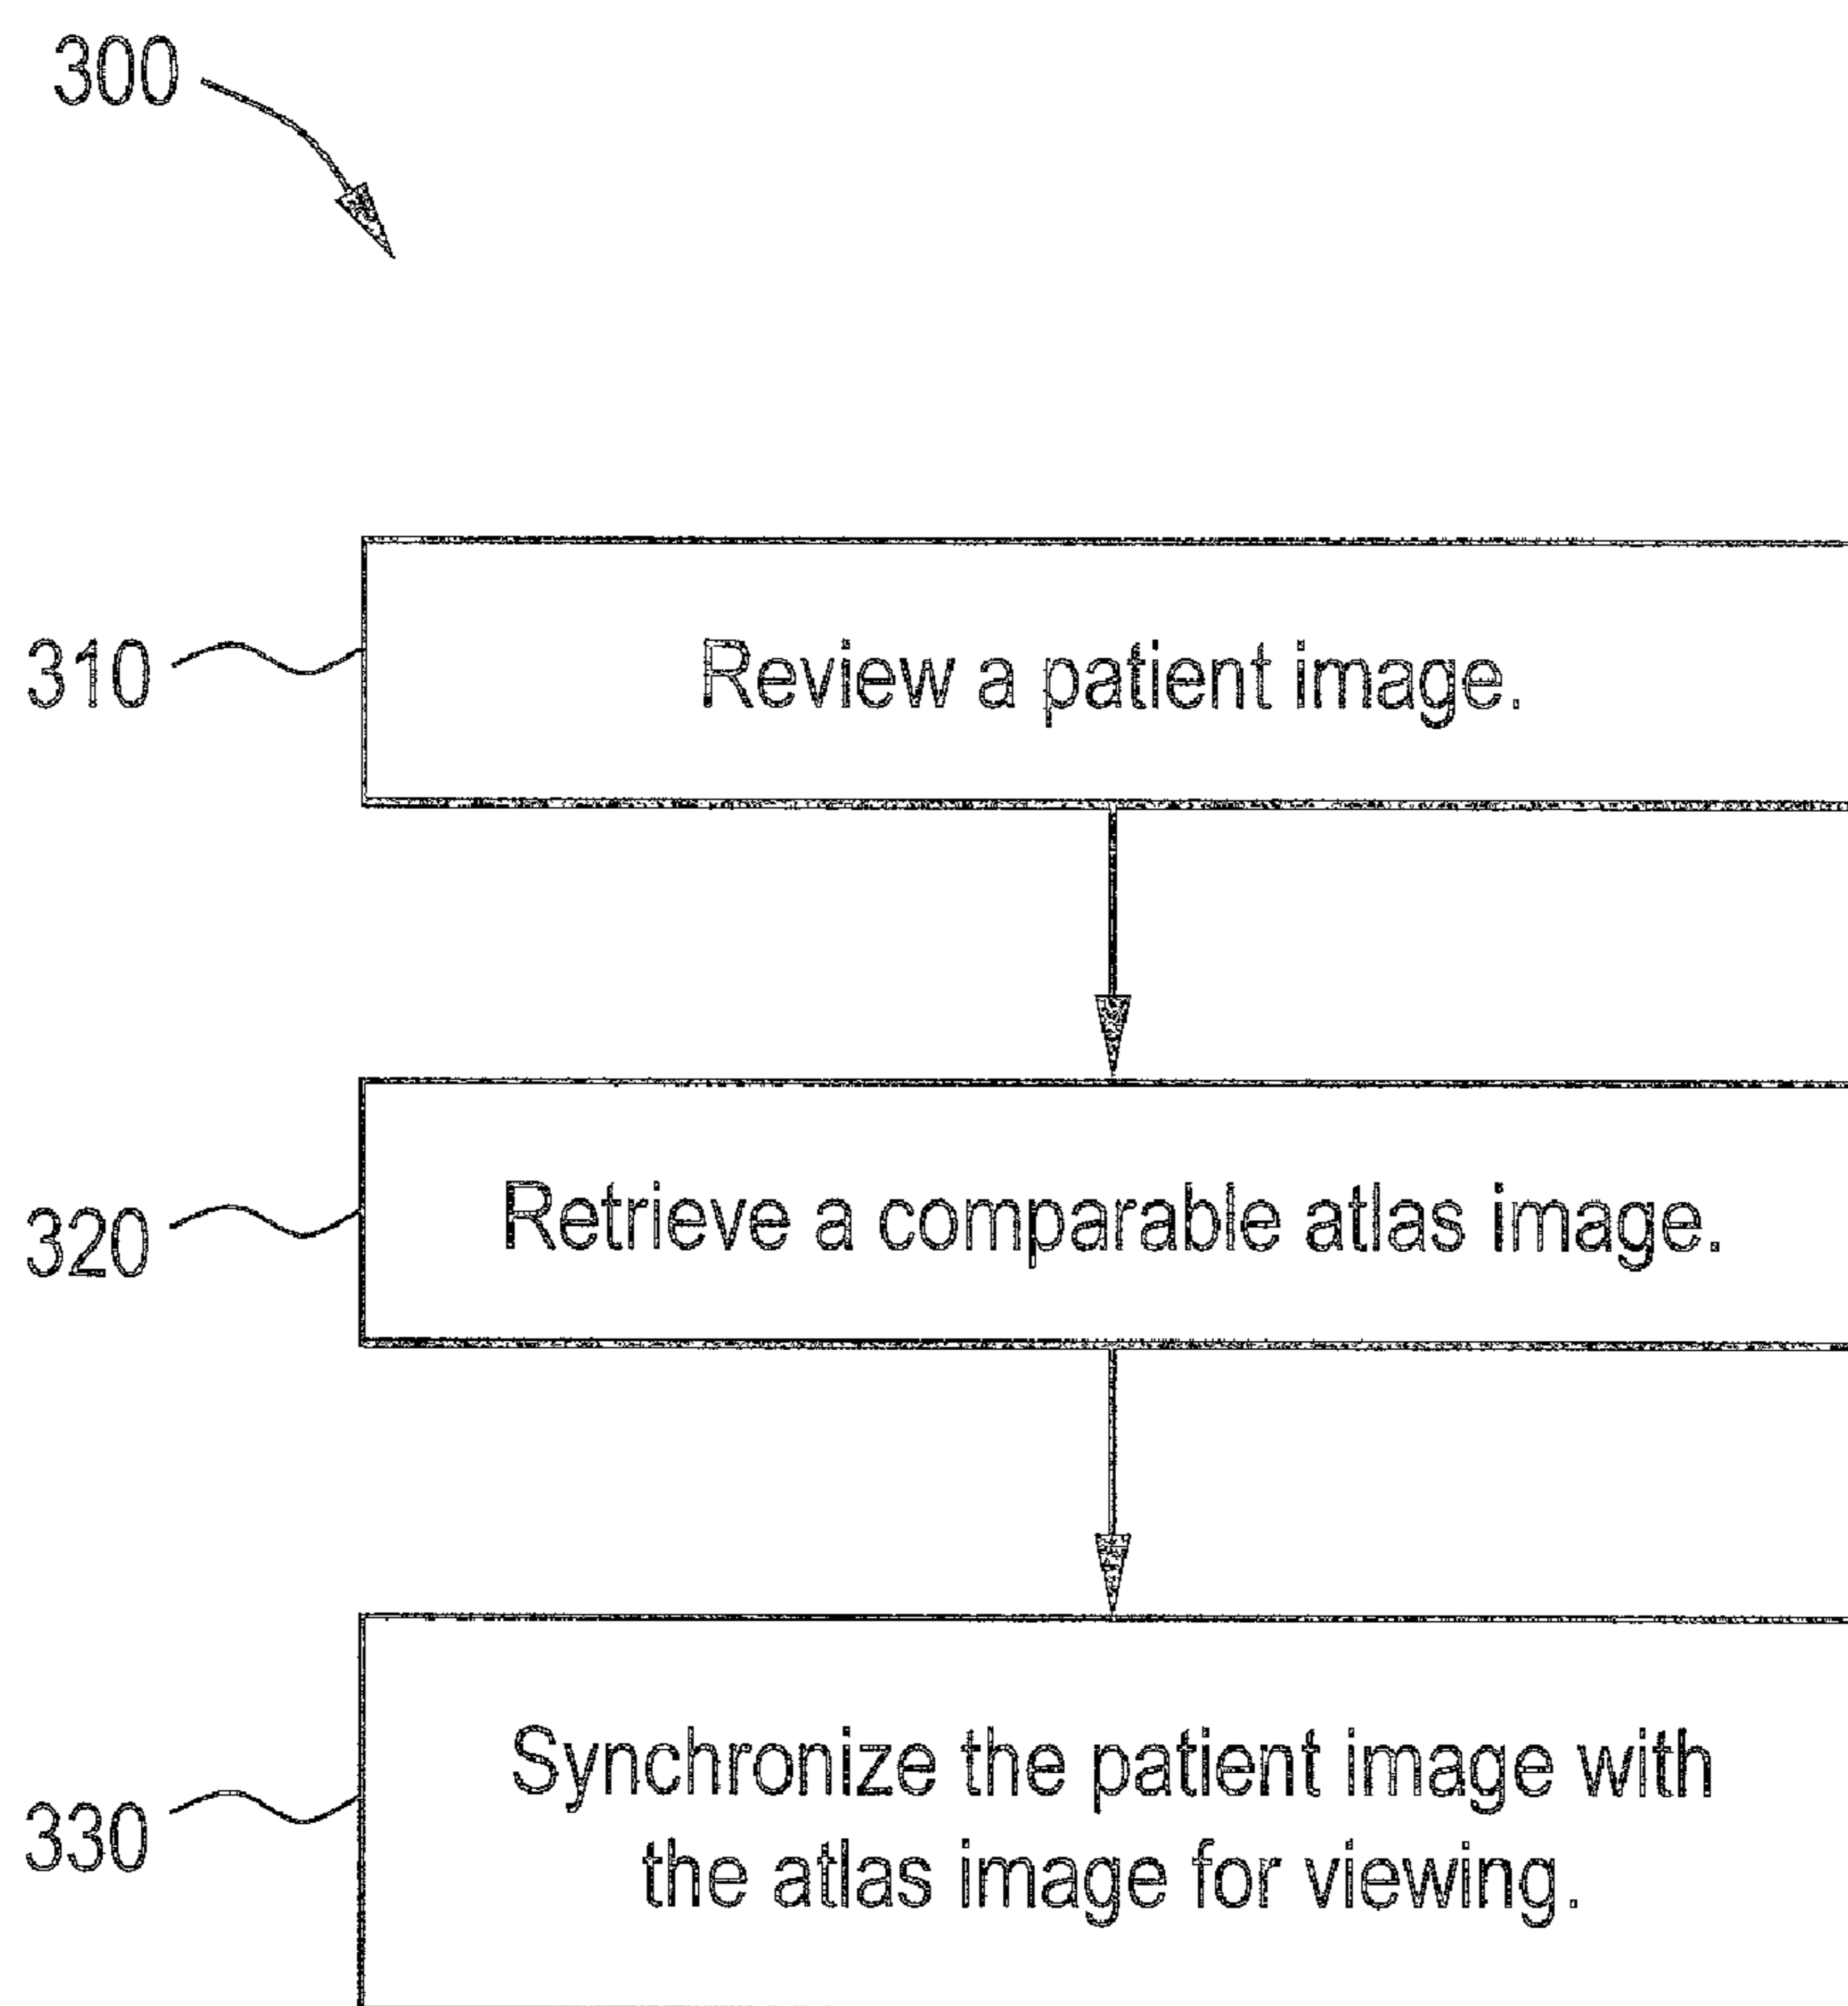 300
310
Review a patient image.
320
Retrieve a comparable atlas image.
330
Synchronize the patient image with
the atlas image for viewing.